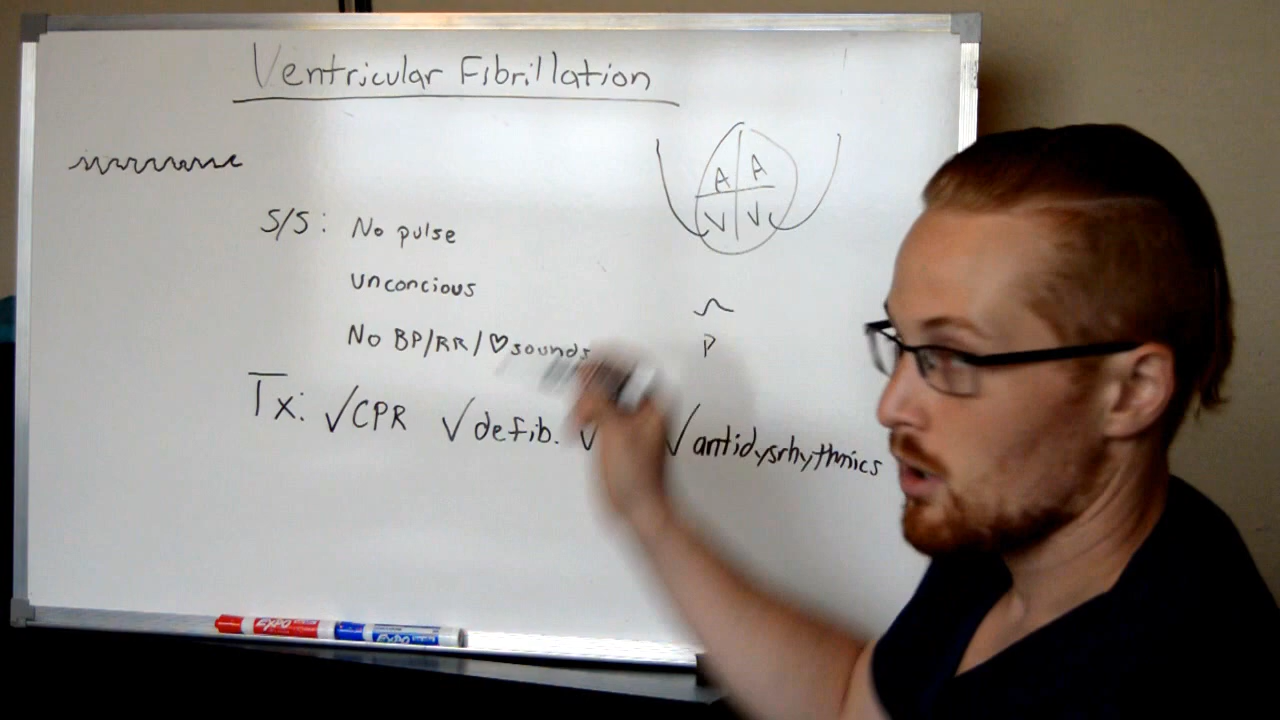 Ventricular Fibrillation
A A
V V
S/S: No pulse
unconcious
No BP/RR/♡ sounds
P
Tx: √CPR √defib. √ √antidysrhythmics
EXPO EXPO